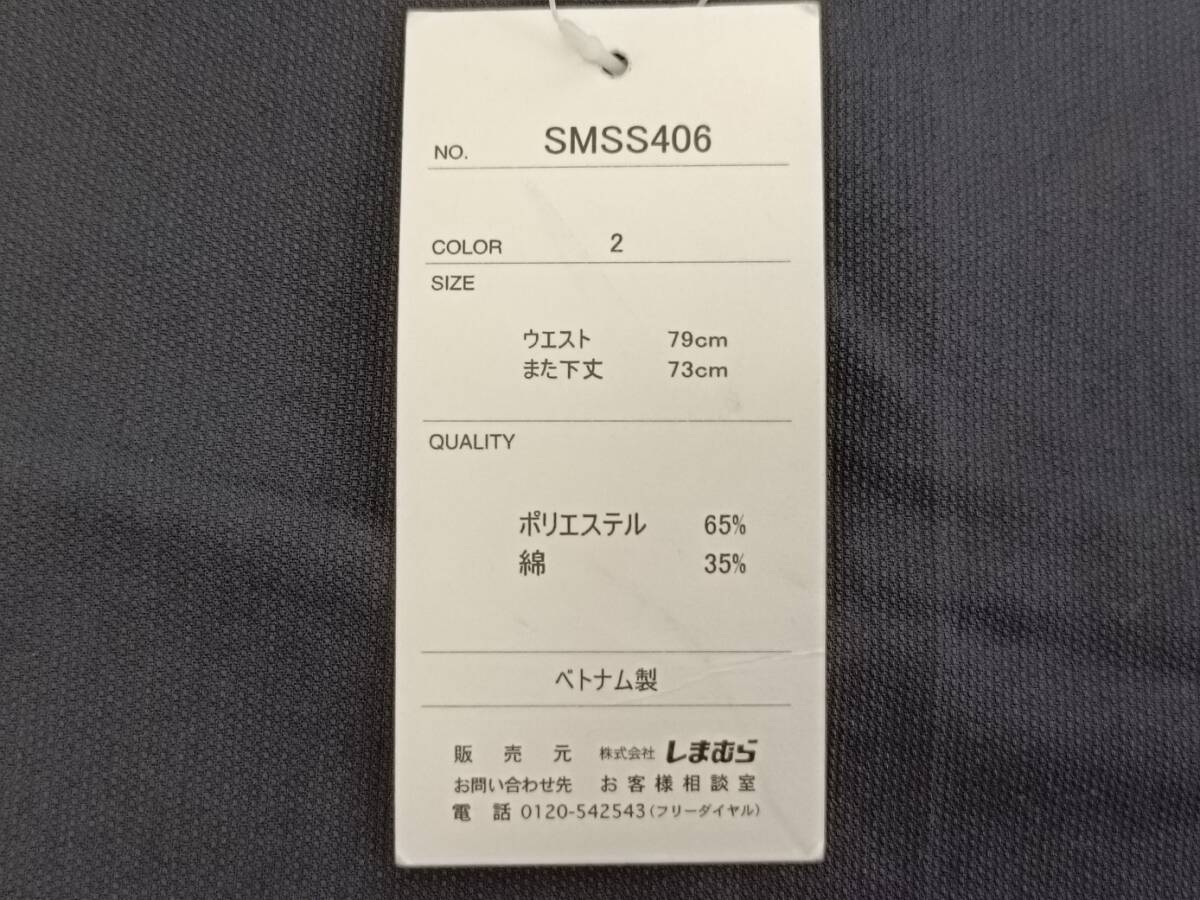 NO. SMSS406
COLOR 2
SIZE
ウエスト 79cm
また下丈 73cm
QUALITY
ポリエステル 65%
綿 35%
ベトナム製
販売元 株式会社 しまむら
お問い合わせ先 お客様相談室
電話 0120-542543(フリーダイヤル)